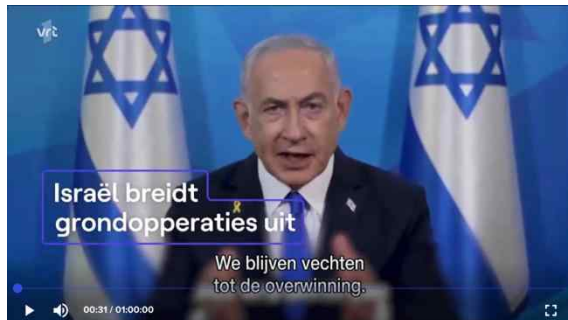 vrt
Israël breidt
grondopperaties uit
We blijven vechten
tot de overwinning.
00:31 / 01:00:00